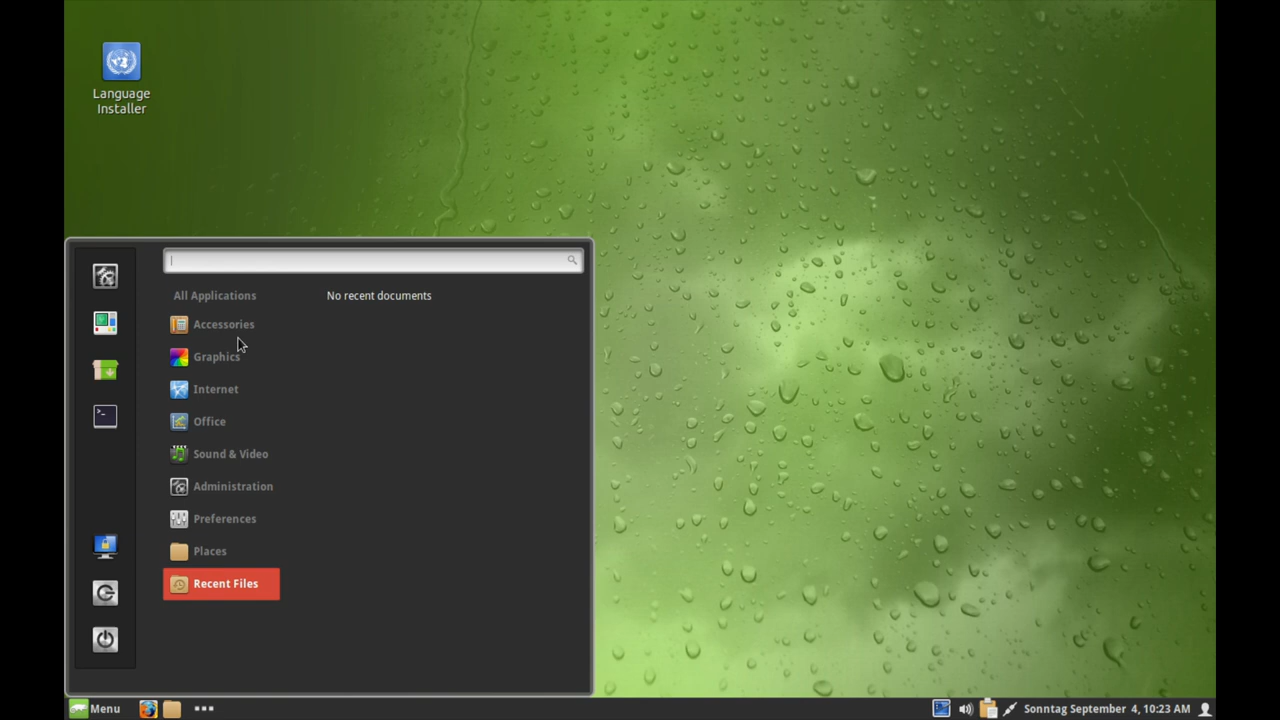 Language
Installer
All Applications
No recent documents
Accessories
Graphics
Internet
Office
Sound & Video
Administration
Preferences
Places
Recent Files
Menu
Sonntag September 4, 10:23 AM